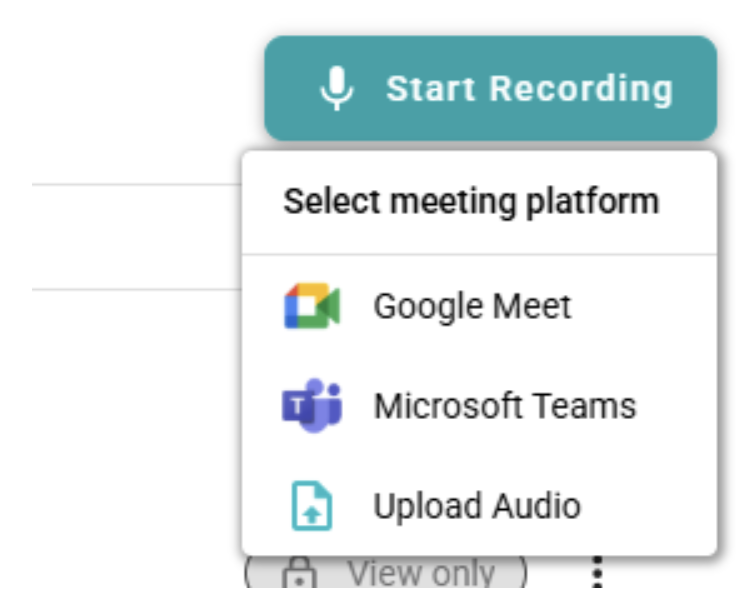 Start Recording
Select meeting platform
Google Meet
T
Microsoft Teams
Upload Audio
View only